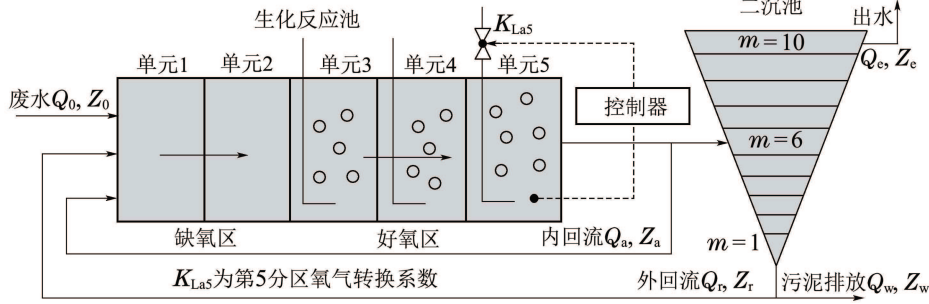 二沉池
出水
生化反应池
K_La5
m=10
Q_e, Z_e
单元1
单元2
单元3
单元4
单元5
废水Q_0, Z_0
控制器
m=6
缺氧区
好氧区
内回流Q_a, Z_a
m=1
K_La5为第5分区氧气转换系数
外回流Q_r, Z_r
污泥排放Q_w, Z_w